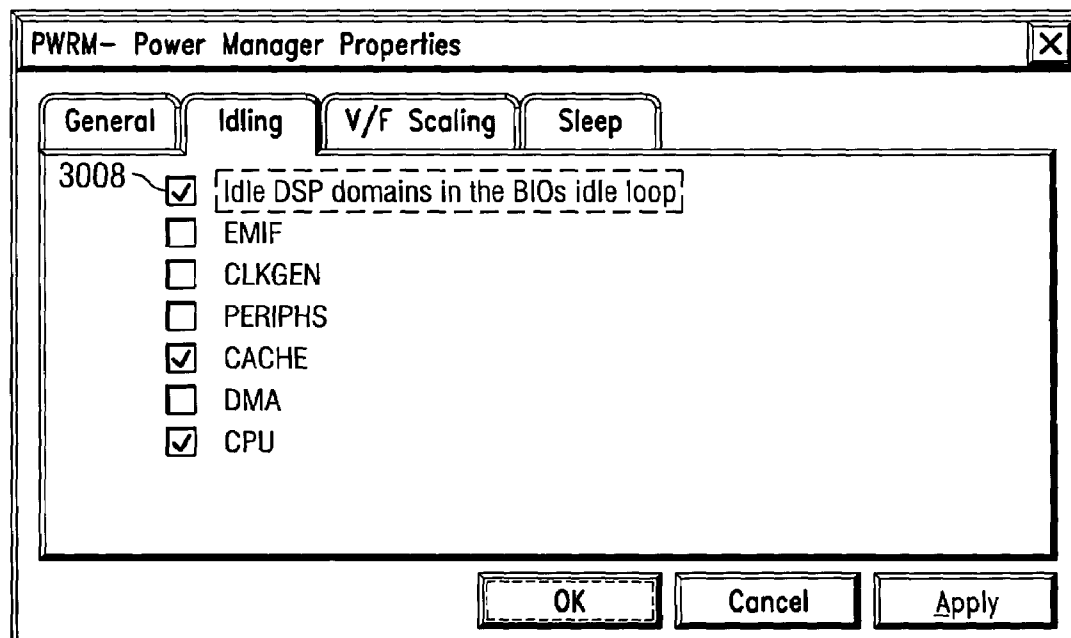 PWRM- Power Manager Properties
General Idling V/F Scaling Sleep
3008 Idle DSP domains in the BIOs idle loop
EMIF
CLKGEN
PERIPHS
CACHE
DMA
CPU
OK Cancel Apply